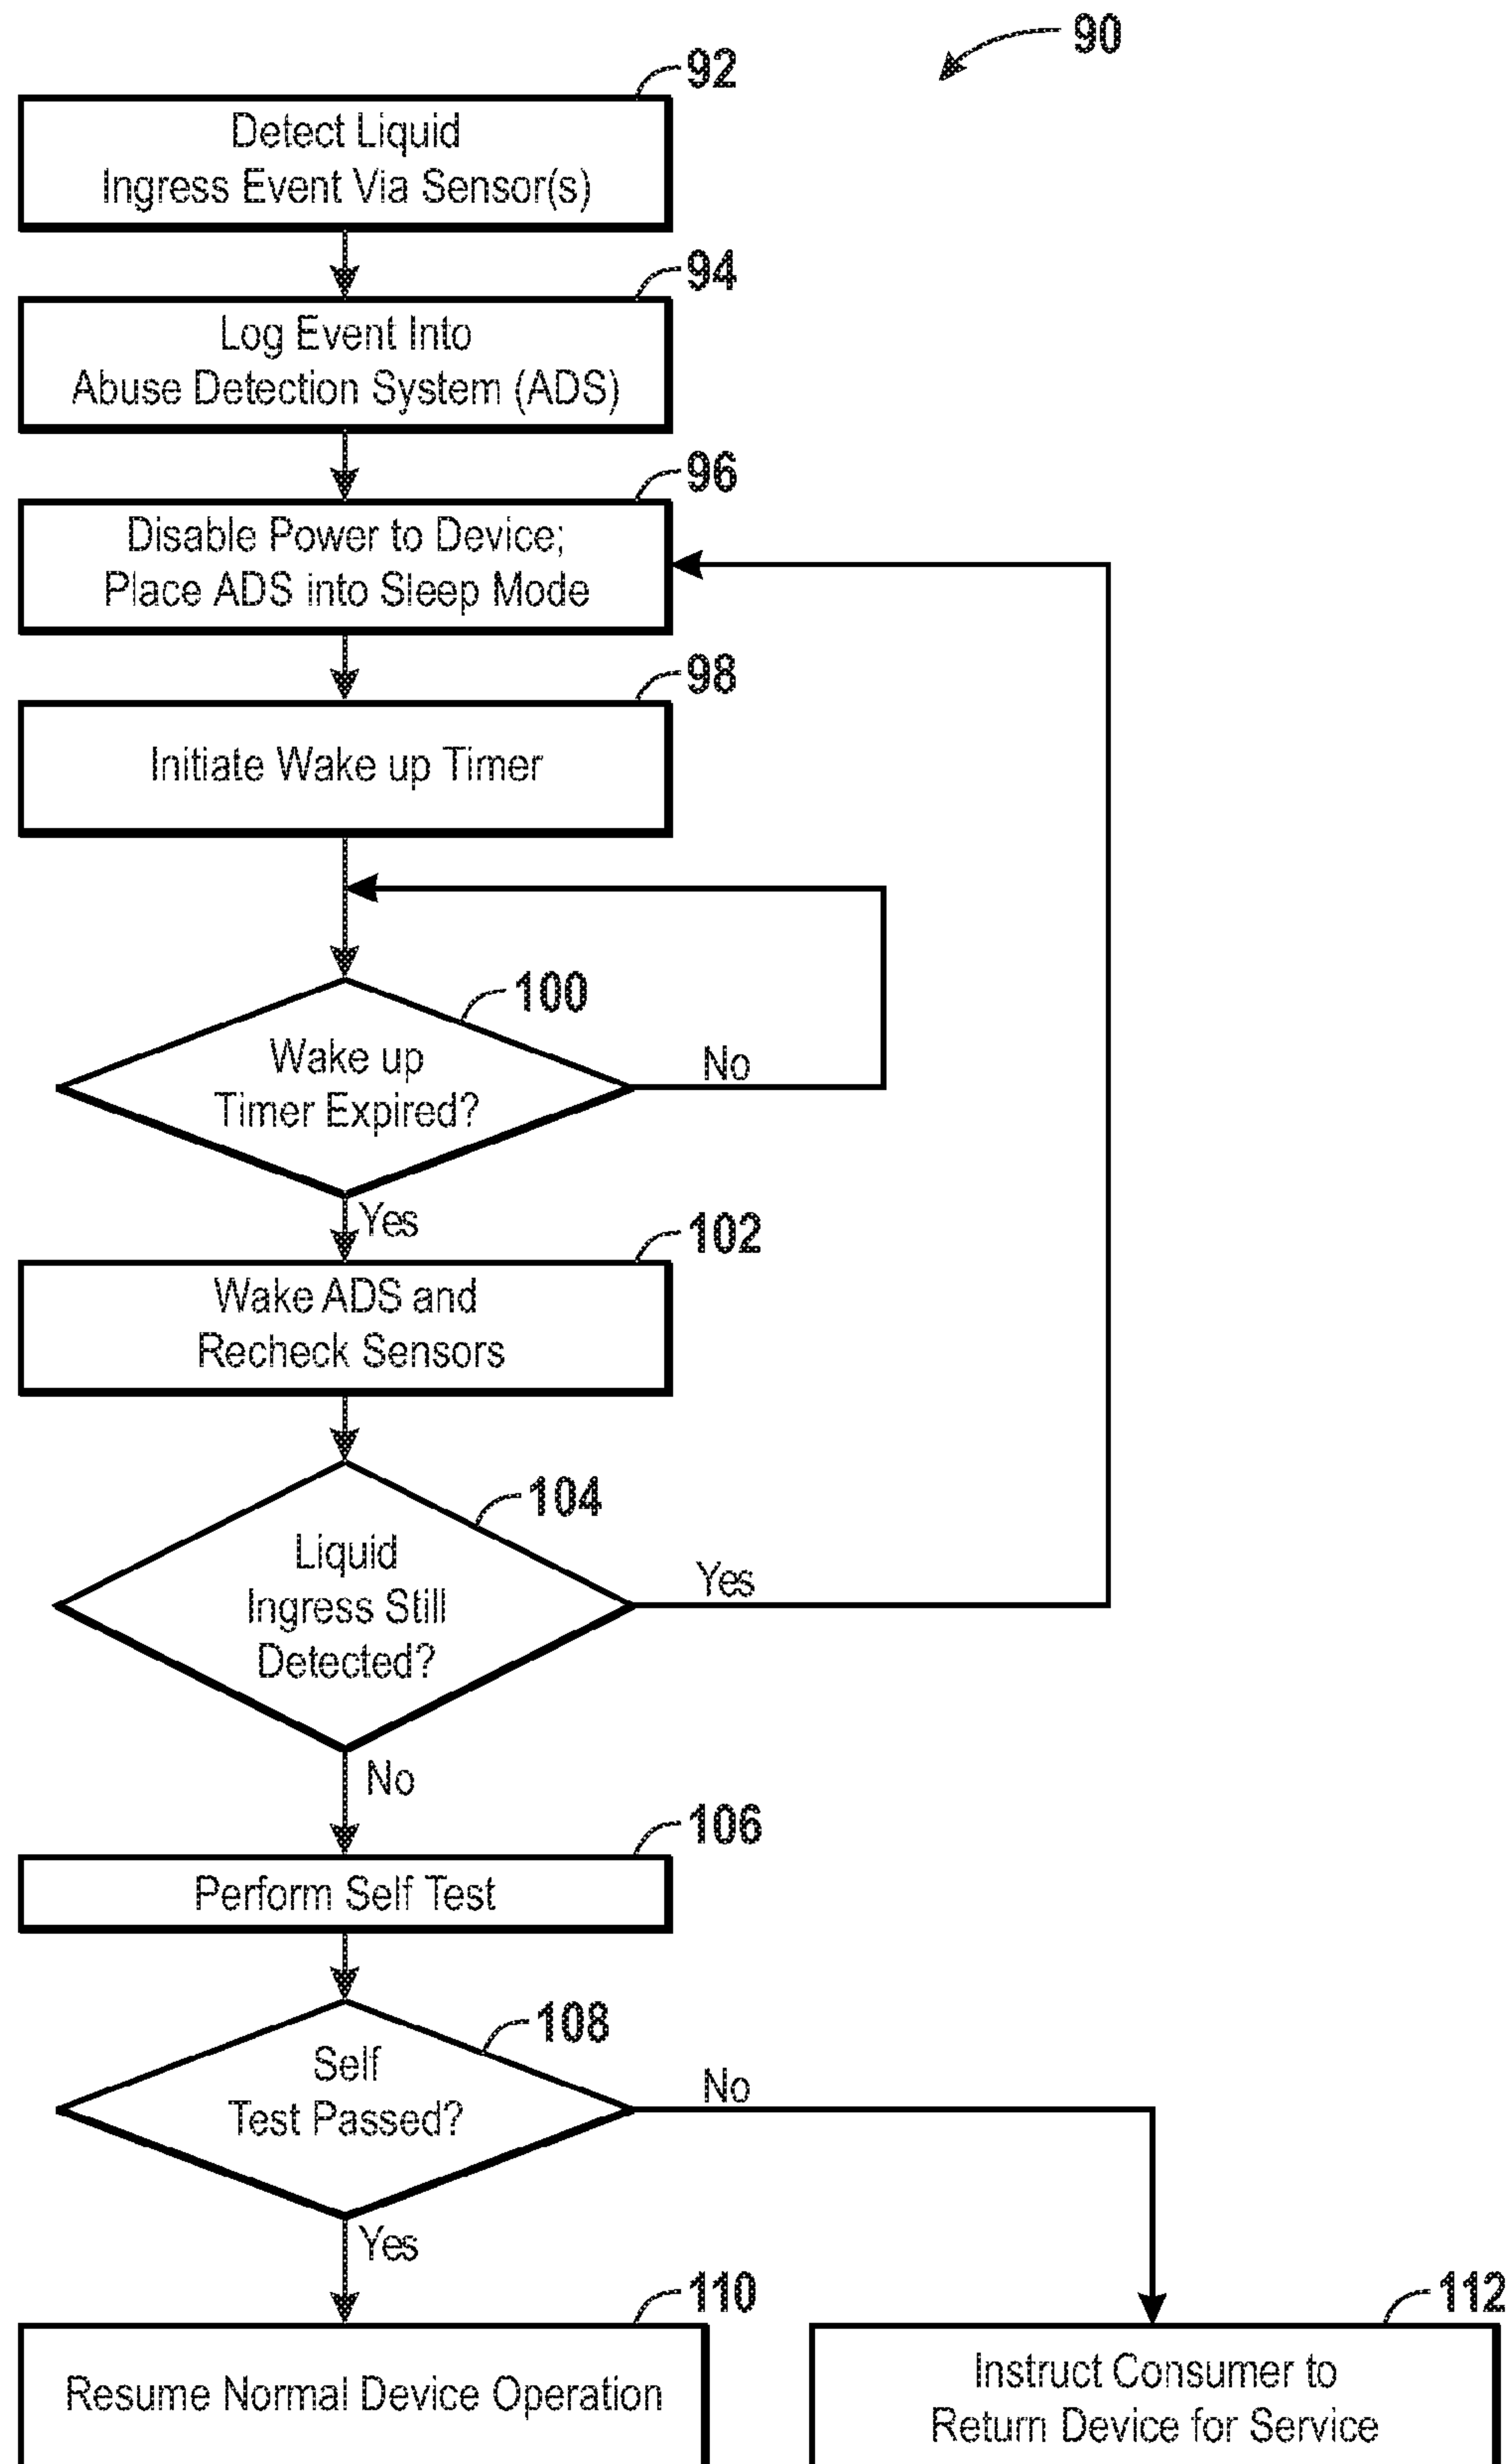 90
92
Detect Liquid
Ingress Event Via Sensor(s)
94
Log Event Into
Abuse Detection System (ADS)
96
Disable Power to Device;
Place ADS into Sleep Mode
98
Initiate Wake up Timer
100
Wake up
Timer Expired?
No
Yes
102
Wake ADS and
Recheck Sensors
104
Liquid
Ingress Still
Detected?
Yes
No
106
Perform Self Test
108
Self
Test Passed?
No
Yes
110
Resume Normal Device Operation
112
Instruct Consumer to
Return Device for Service